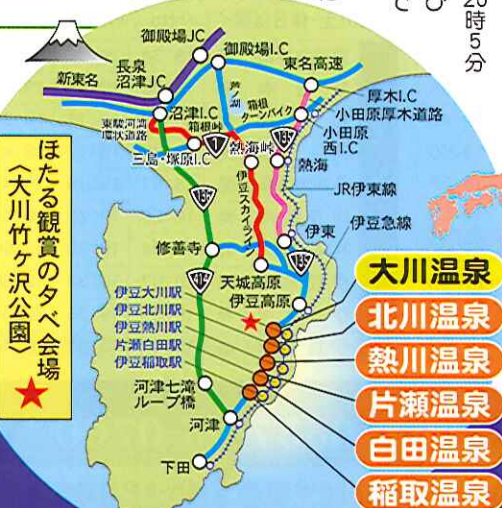 20時5分
御殿場JC
御殿場I.C
東名高速
新東名
長泉
沼津JC
芦ノ湖
箱根
ターンパイク
厚木I.C
小田原厚木道路
沼津I.C
東駿河湾
環状道路
箱根峠
1
135
小田原
西I.C
三島・塚原I.C
熱海峠
熱海
伊豆スカイライン
JR伊東線
136
伊東
伊豆急線
修善寺
135
414
天城高原
伊豆高原
伊豆大川駅
伊豆北川駅
伊豆熱川駅
片瀬白田駅
伊豆稲取駅
河津七滝
ループ橋
河津
下田
大川温泉
北川温泉
熱川温泉
片瀬温泉
白田温泉
稲取温泉
ほたる観賞の夕べ会場
〈大川竹ヶ沢公園〉